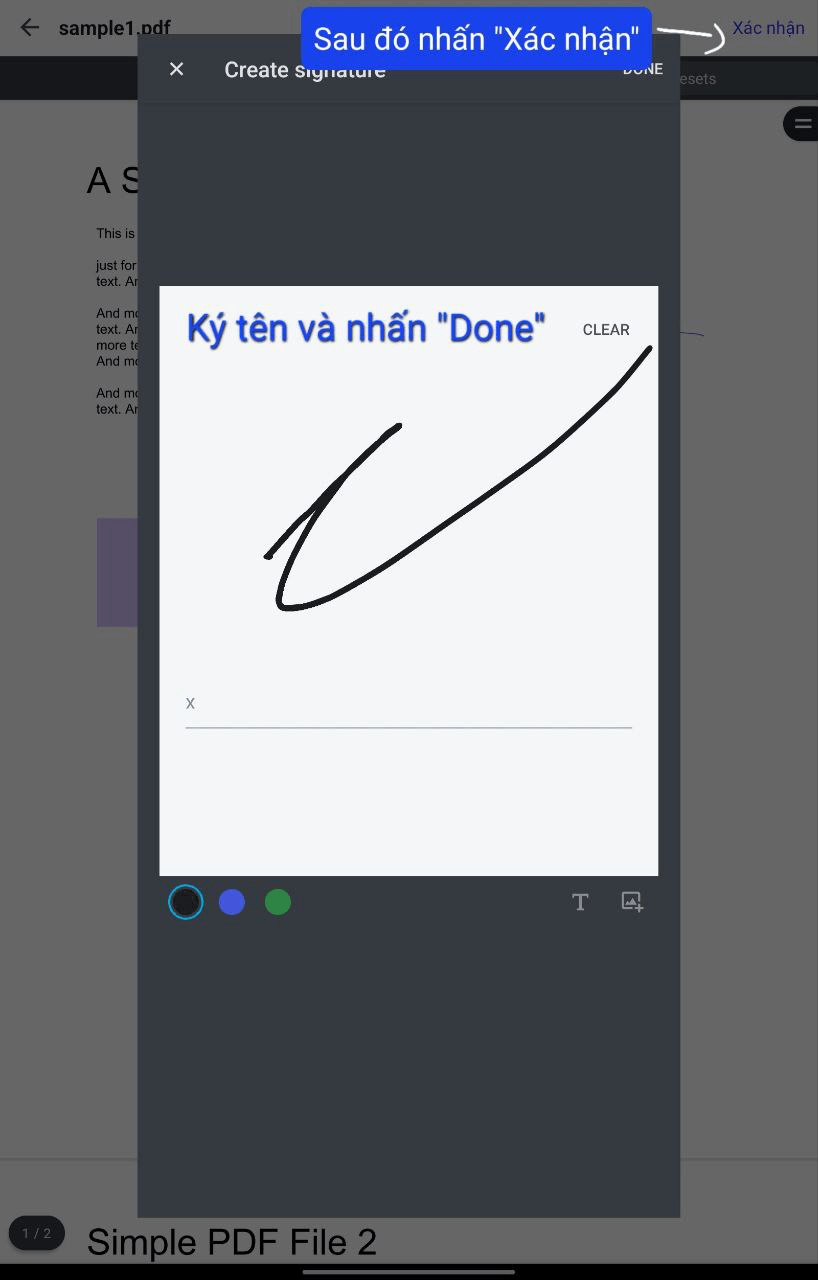 sample1.pdf
Sau đó nhấn "Xác nhận"
Xác nhận
Create signature
DONE
esets
A S
This is
just for
text. An
And mo
text. An
more te
And mo
And mo
text. An
Ký tên và nhấn "Done"
CLEAR
X
T
1 / 2
Simple PDF File 2